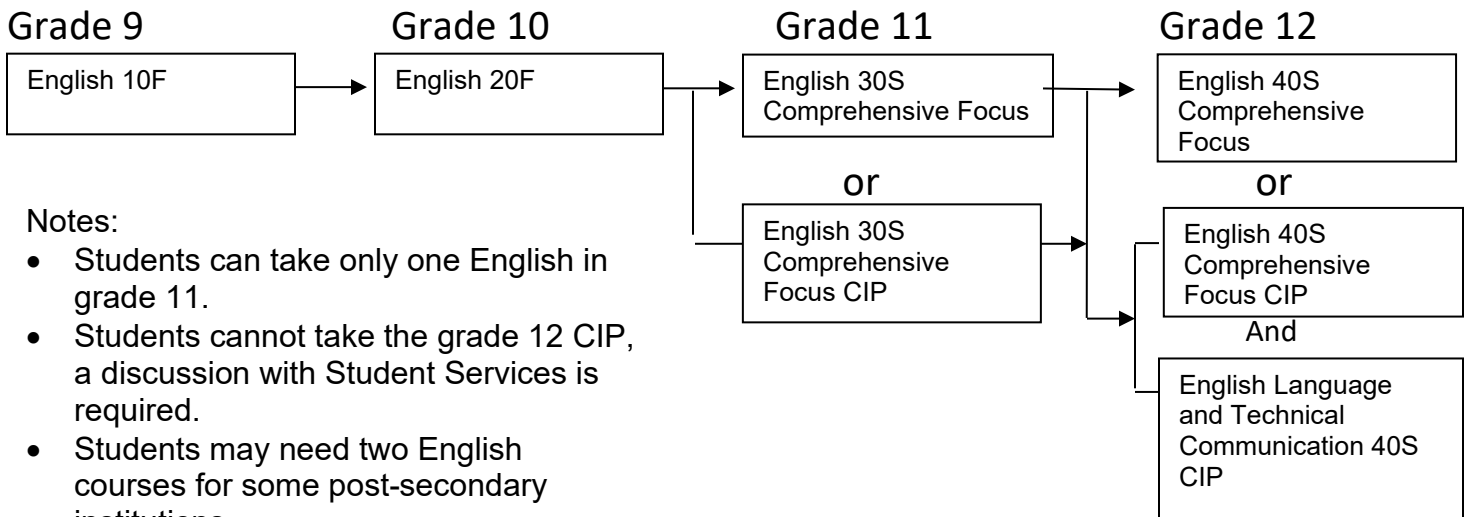 Grade 9
Grade 10
Grade 11
Grade 12
English 10F
English 20F
English 30S
Comprehensive Focus
English 40S
Comprehensive
Focus
or
or
English 30S
Comprehensive
Focus CIP
English 40S
Comprehensive
Focus CIP
And
English Language
and Technical
Communication 40S
CIP
Notes:
• Students can take only one English in
grade 11.
• Students cannot take the grade 12 CIP,
a discussion with Student Services is
required.
• Students may need two English
courses for some post-secondary